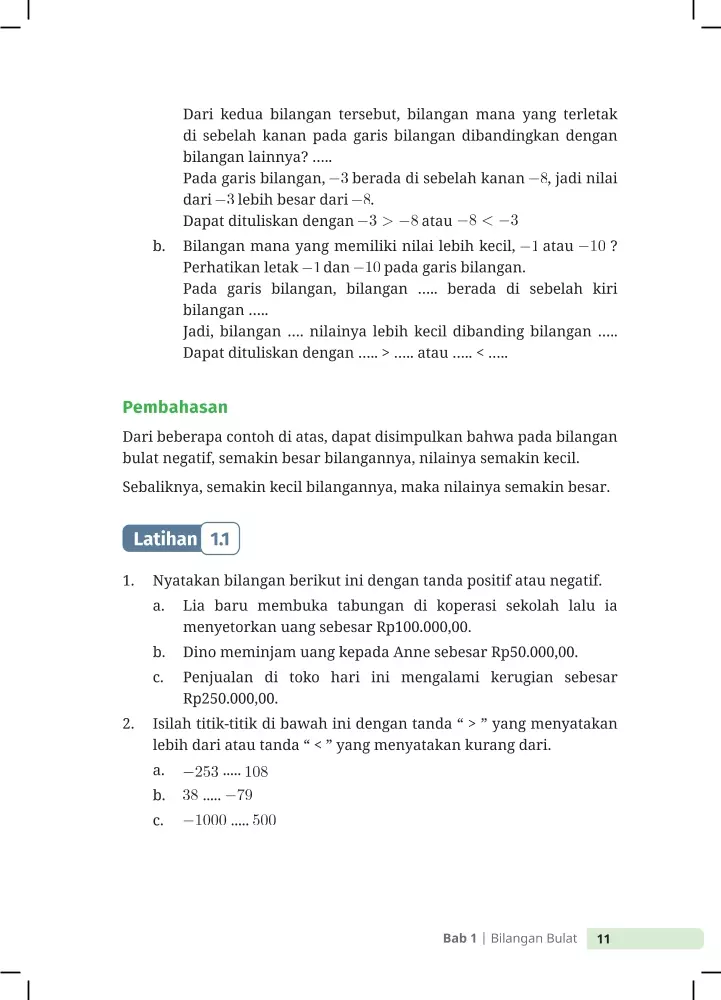 Dari kedua bilangan tersebut, bilangan mana yang terletak
di sebelah kanan pada garis bilangan dibandingkan dengan
bilangan lainnya? .....
Pada garis bilangan, −3 berada di sebelah kanan −8, jadi nilai
dari −3 lebih besar dari −8.
Dapat dituliskan dengan −3 > −8 atau −8 < −3
b. Bilangan mana yang memiliki nilai lebih kecil, −1 atau −10 ?
Perhatikan letak −1 dan −10 pada garis bilangan.
Pada garis bilangan, bilangan ..... berada di sebelah kiri
bilangan .....
Jadi, bilangan .... nilainya lebih kecil dibanding bilangan .....
Dapat dituliskan dengan ..... > ..... atau ..... < .....
Pembahasan
Dari beberapa contoh di atas, dapat disimpulkan bahwa pada bilangan
bulat negatif, semakin besar bilangannya, nilainya semakin kecil.
Sebaliknya, semakin kecil bilangannya, maka nilainya semakin besar.
Latihan 1.1
1. Nyatakan bilangan berikut ini dengan tanda positif atau negatif.
a. Lia baru membuka tabungan di koperasi sekolah lalu ia
menyetorkan uang sebesar Rp100.000,00.
b. Dino meminjam uang kepada Anne sebesar Rp50.000,00.
c. Penjualan di toko hari ini mengalami kerugian sebesar
Rp250.000,00.
2. Isilah titik-titik di bawah ini dengan tanda “ > ” yang menyatakan
lebih dari atau tanda “ < ” yang menyatakan kurang dari.
a. −253 ..... 108
b. 38 ..... −79
c. −1000 ..... 500
Bab 1 | Bilangan Bulat 11